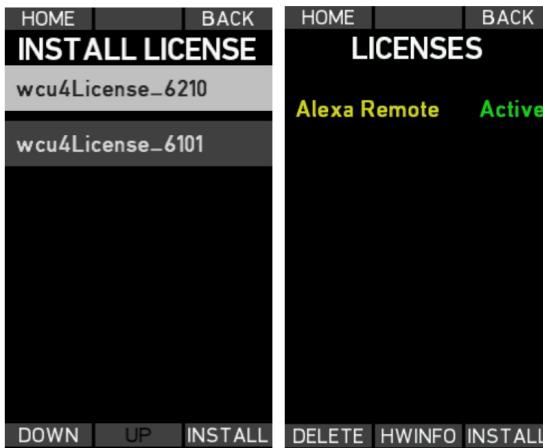 HOME BACK
INSTALL LICENSE
wcu4License_6210
wcu4License_6101
DOWN UP INSTALL
HOME BACK
LICENSES
Alexa Remote Active
DELETE HWINFO INSTALL